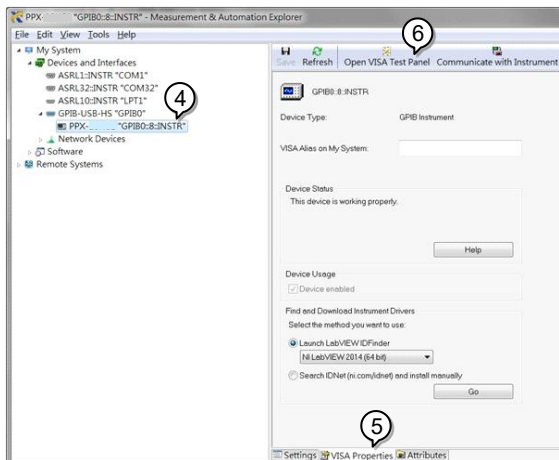 PPX- "GPIB0::8::INSTR" - Measurement & Automation Explorer
File Edit View Tools Help
6
Save Refresh Open VISA Test Panel Communicate with Instrument
My System
Devices and Interfaces
ASRL1::INSTR "COM1"
ASRL32::INSTR "COM32"
ASRL10::INSTR "LPT1"
4
GPIB-USB-HS "GPIB0"
PPX- "GPIB0::8::INSTR"
Network Devices
Software
Remote Systems
GPIB0::8::INSTR
Device Type: GPIB Instrument
VISA Alias on My System:
Device Status
This device is working properly.
Help
Device Usage
Device enabled
Find and Download Instrument Drivers
Select the method you want to use:
Launch LabVIEW IDFinder
NI LabVIEW 2014 (64 bit)
Search IDNet (ni.com/idnet) and install manually
Go
5
Settings VISA Properties Attributes